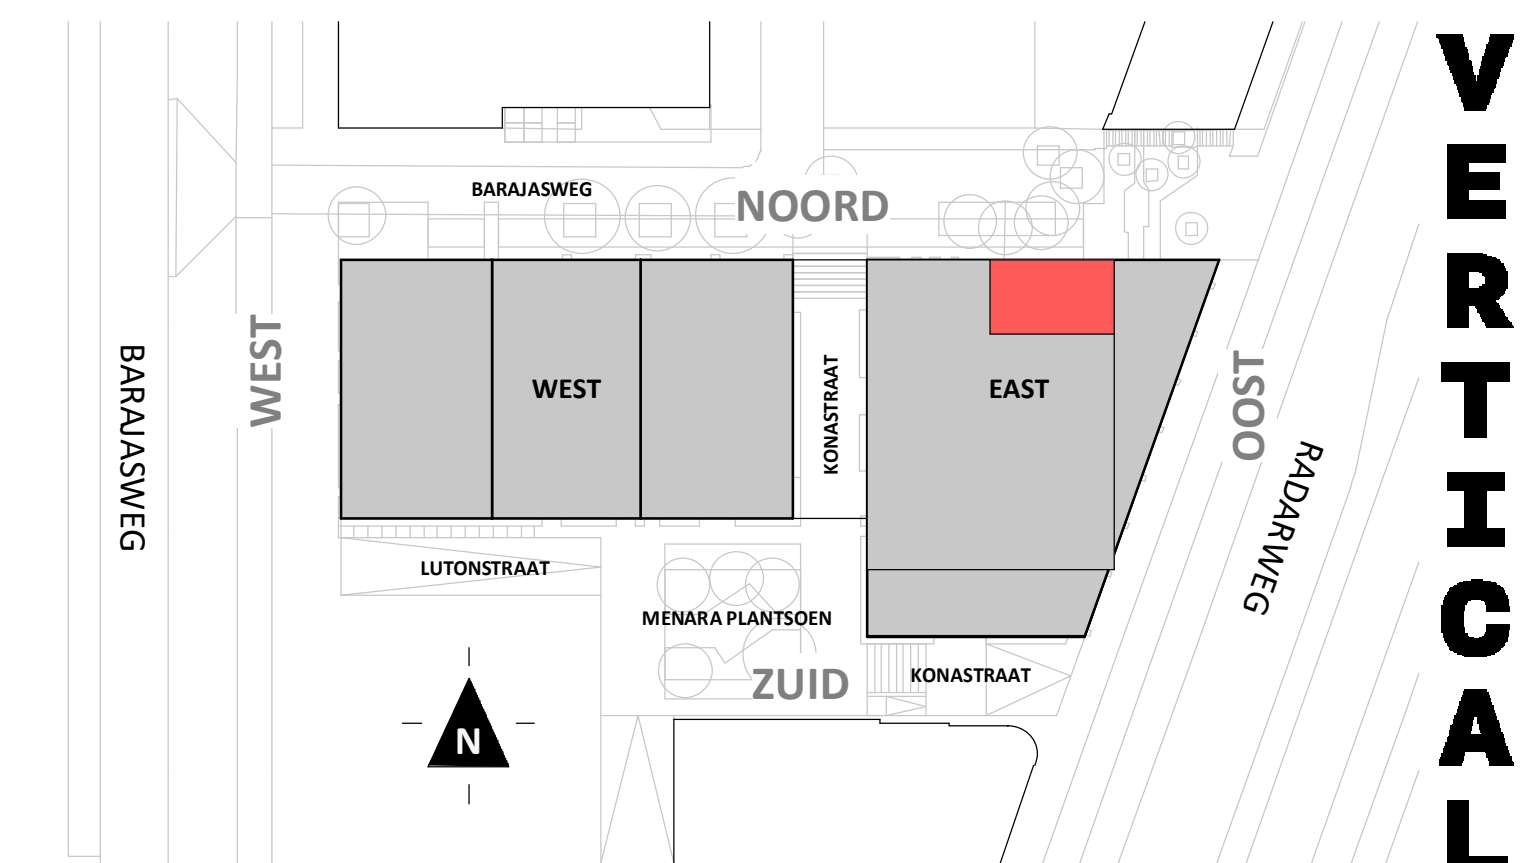 BARAJASWEG
NOORD
WEST
BARAJASWEG
WEST
KONASTRAAT
EAST
OOST
RADARWEG
LUTONSTRAAT
MENARA PLANTSOEN
ZUID
KONASTRAAT
N
VERTICAL